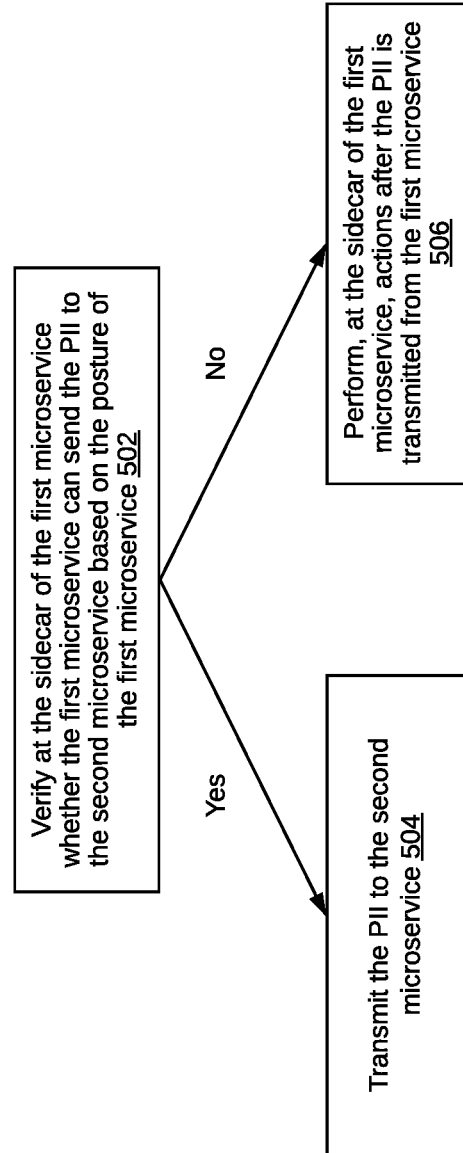 Verify at the sidecar of the first microservice
whether the first microservice can send the PII to
the second microservice based on the posture of
the first microservice 502
Yes
No
Transmit the PII to the second
microservice 504
Perform, at the sidecar of the first
microservice, actions after the PII is
transmitted from the first microservice
506